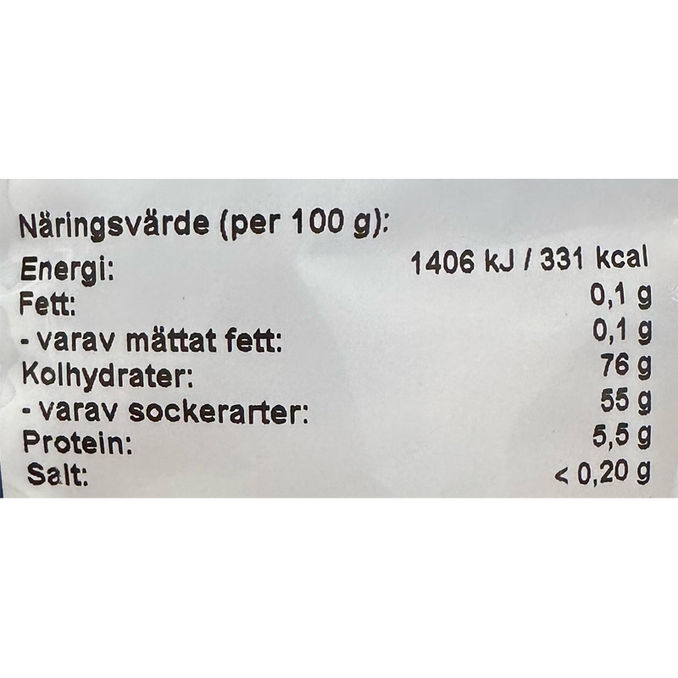 Näringsvärde (per 100 g):
Energi: 1406 kJ / 331 kcal
Fett: 0,1 g
- varav mättat fett: 0,1 g
Kolhydrater: 76 g
- varav sockerarter: 55 g
Protein: 5,5 g
Salt: < 0,20 g